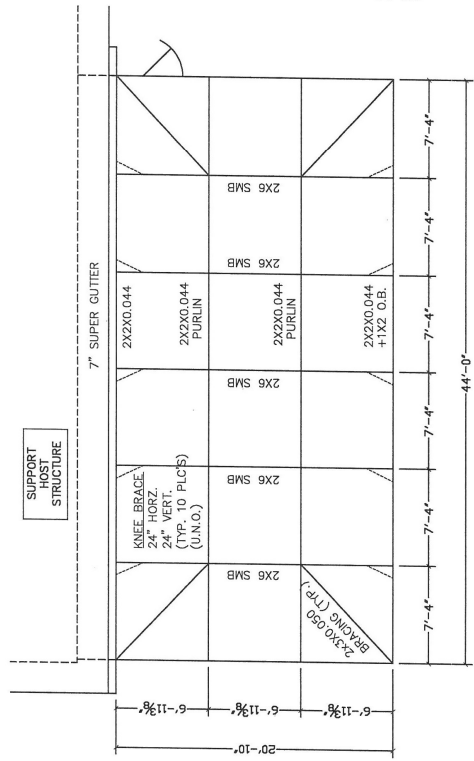 SUPPORT
HOST
STRUCTURE
7" SUPER GUTTER
KNEE BRACE
24" HORZ.
24" VERT.
(TYP. 10 PLC'S)
(U.N.O.)
2X2X0.044
2X2X0.044
PURLIN
2X2X0.044
PURLIN
2X2X0.044
+1X2 O.B.
2X6 SMB
2X6 SMB
2X6 SMB
2X6 SMB
2X6 SMB
2x3X0.050
BRACING (TYP.)
6'-11⅜"
6'-11⅜"
6'-11⅜"
20'-10"
7'-4"
7'-4"
7'-4"
7'-4"
7'-4"
7'-4"
44'-0"